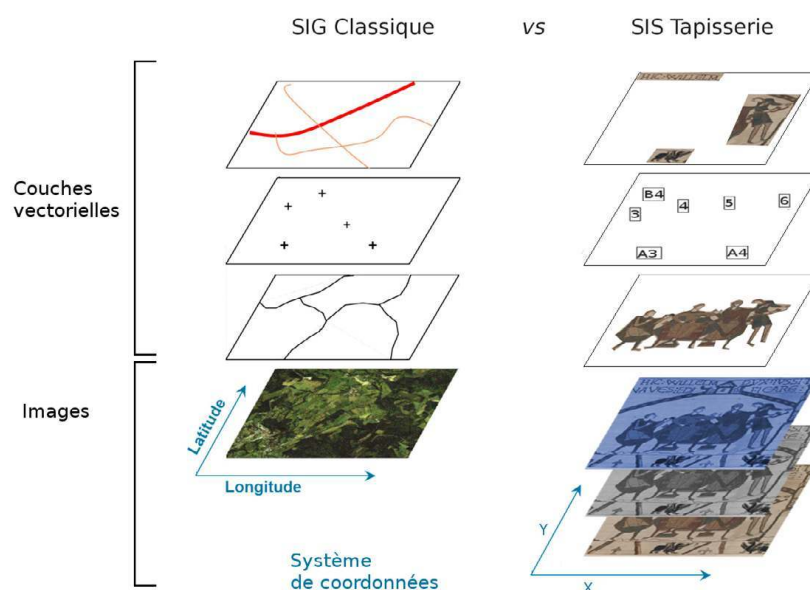 SIG Classique vs SIS Tapisserie
Couches
vectorielles
B4
3
4
5
6
A3
A4
Images
Latitude
Longitude
Y
X
Système
de coordonnées